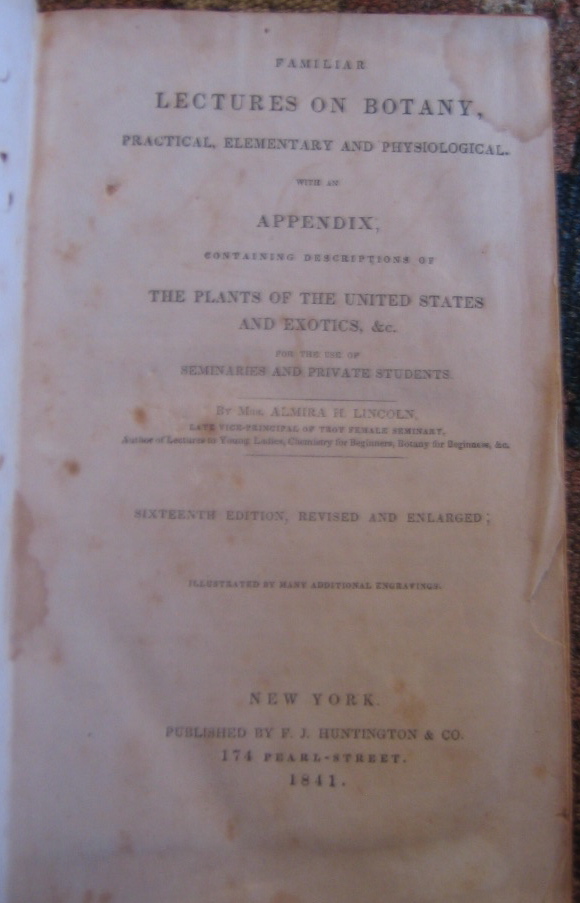 FAMILIAR
LECTURES ON BOTANY,
PRACTICAL, ELEMENTARY AND PHYSIOLOGICAL.
WITH AN
APPENDIX,
CONTAINING DESCRIPTIONS OF
THE PLANTS OF THE UNITED STATES
AND EXOTICS, &c.
FOR THE USE OF
SEMINARIES AND PRIVATE STUDENTS.
By Mrs. ALMIRA H. LINCOLN,
LATE VICE-PRINCIPAL OF TROY FEMALE SEMINARY,
Author of Lectures to Young Ladies, Chemistry for Beginners, Botany for Beginners, &c.
SIXTEENTH EDITION, REVISED AND ENLARGED;
ILLUSTRATED BY MANY ADDITIONAL ENGRAVINGS.
NEW YORK.
PUBLISHED BY F. J. HUNTINGTON & CO.
174 PEARL-STREET.
1841.